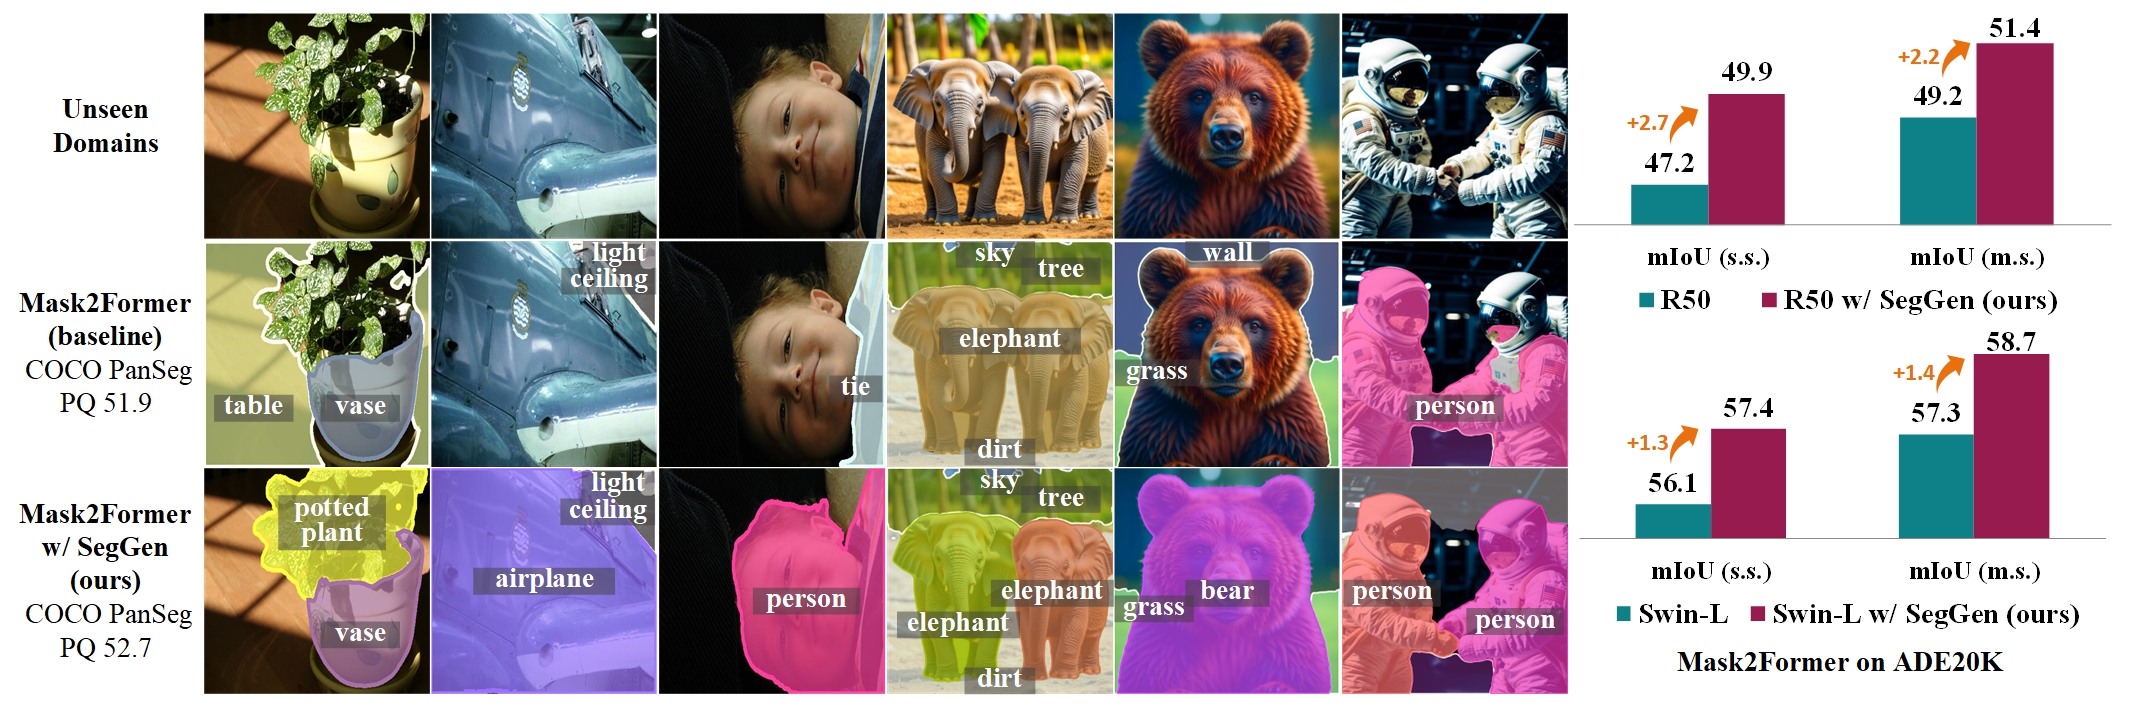 Unseen
Domains
Mask2Former
(baseline)
COCO PanSeg
PQ 51.9
table
vase
light
ceiling
tie
sky
tree
elephant
dirt
wall
grass
person
Mask2Former
w/ SegGen
(ours)
COCO PanSeg
PQ 52.7
potted
plant
vase
light
ceiling
airplane
person
sky
tree
elephant
elephant
dirt
bear
grass
person
person
+2.7
47.2
49.9
+2.2
49.2
51.4
mIoU (s.s.)
mIoU (m.s.)
R50
R50 w/ SegGen (ours)
+1.3
56.1
57.4
+1.4
57.3
58.7
mIoU (s.s.)
mIoU (m.s.)
Swin-L
Swin-L w/ SegGen (ours)
Mask2Former on ADE20K